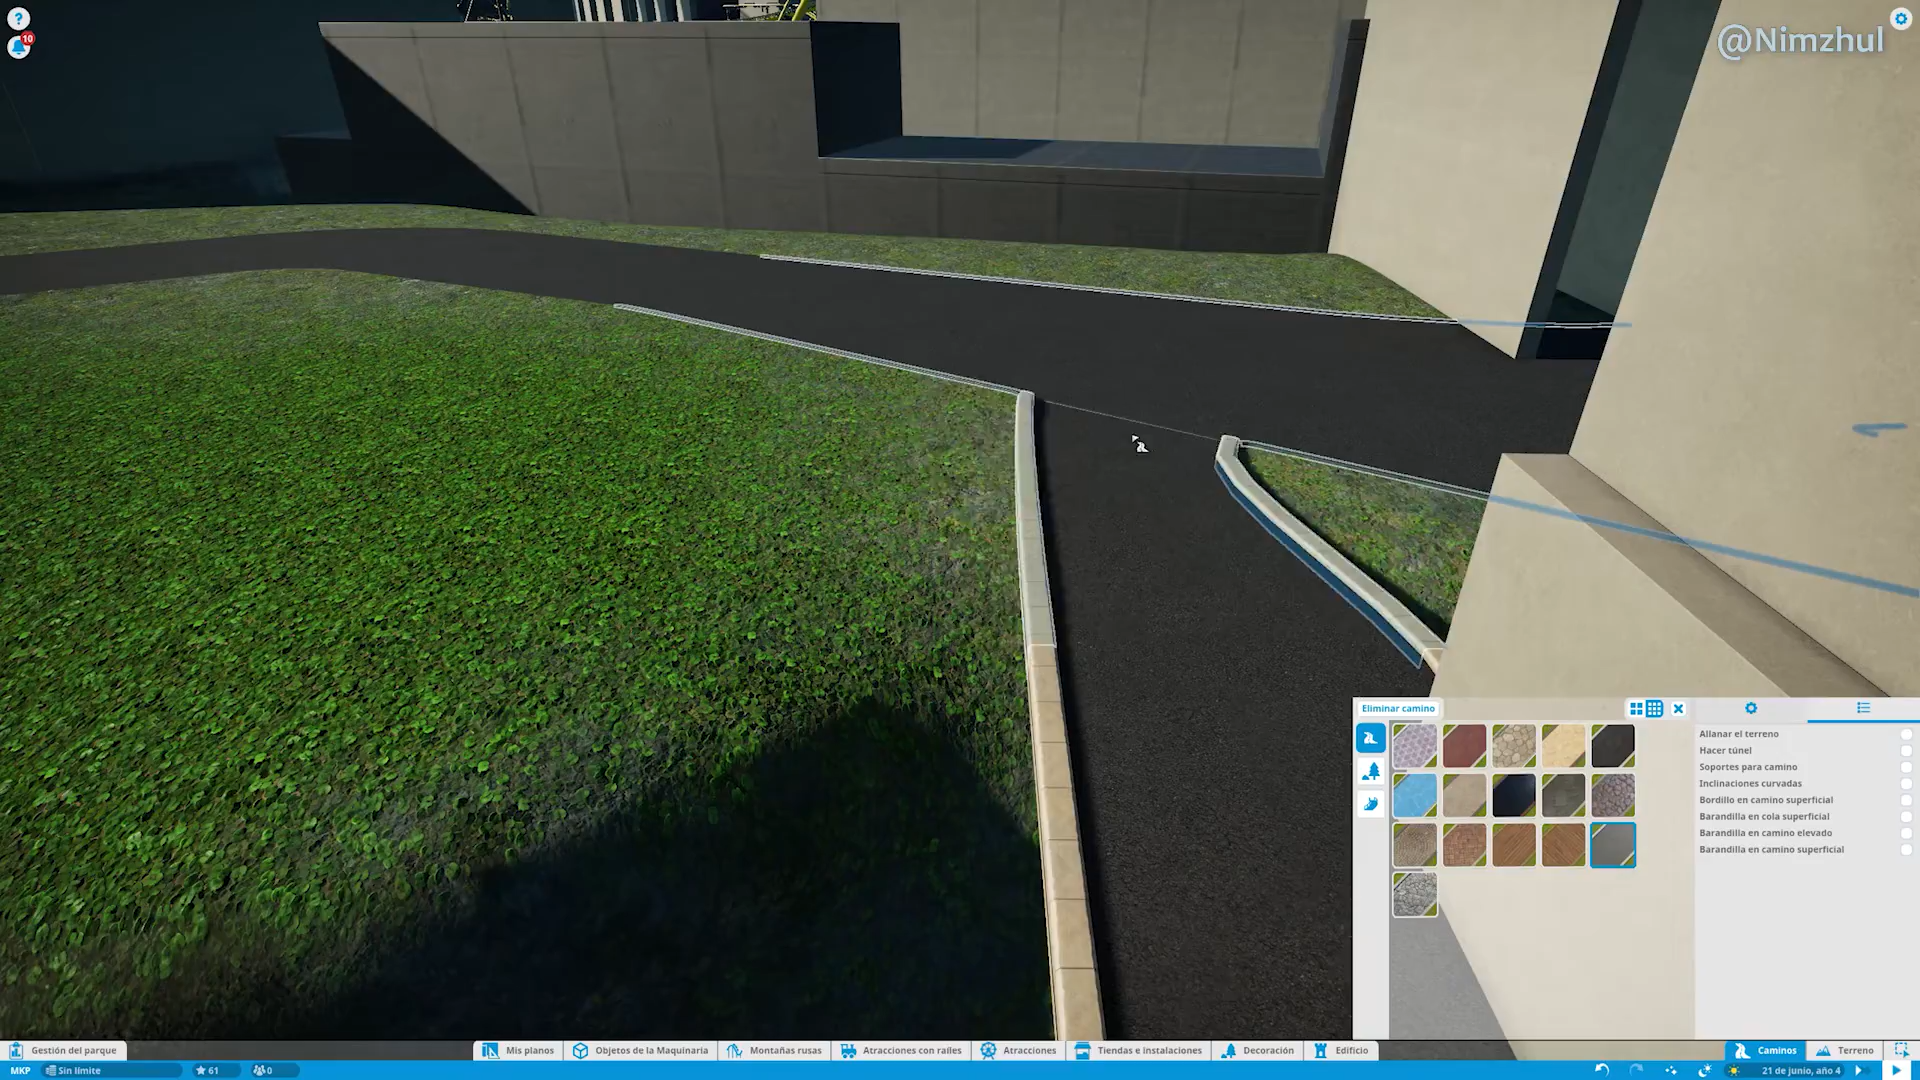 ?
10
@Nimzhul
Eliminar camino
Allanar el terreno
Hacer túnel
Soportes para camino
Inclinaciones curvadas
Bordillo en camino superficial
Barandilla en cola superficial
Barandilla en camino elevado
Barandilla en camino superficial
Gestión del parque
Mis planos
Objetos de la Maquinaria
Montañas rusas
Atracciones con raíles
Atracciones
Tiendas e instalaciones
Decoración
Edificio
Caminos
Terreno
MKP
Sin límite
61
0
21 de junio, año 4